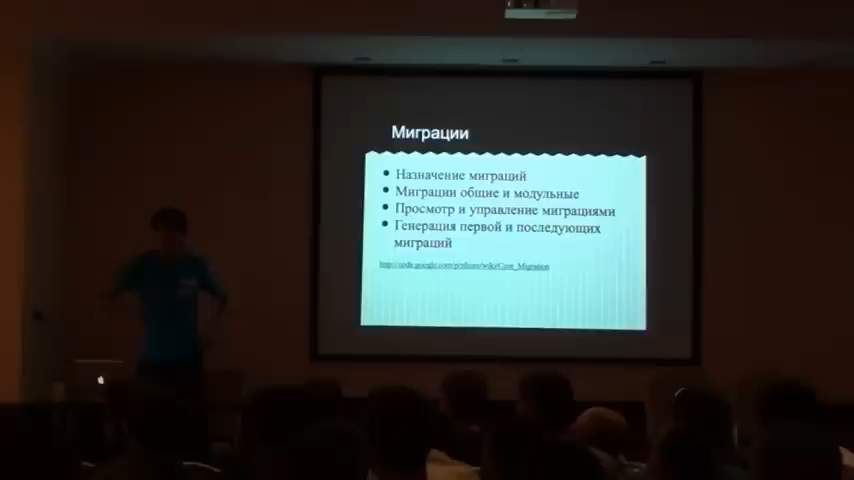 Миграции
Назначение миграций
Миграции общие и модульные
Просмотр и управление миграциями
Генерация первой и последующих
миграций